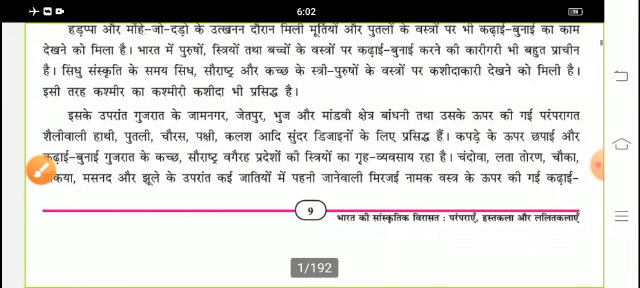 6:02
हड़प्पा और मोंहे-जो-दड़ो के उत्खनन दौरान मिली मूर्तियों और पुतलों के वस्त्रों पर भी कढ़ाई-बुनाई का काम
देखने को मिला है। भारत में पुरुषों, स्त्रियों तथा बच्चों के वस्त्रों पर कढ़ाई-बुनाई करने की कारीगरी भी बहुत प्राचीन
है। सिंधु संस्कृति के समय सिंध, सौराष्ट्र और कच्छ के स्त्री-पुरुषों के वस्त्रों पर कशीदाकारी देखने को मिली है।
इसी तरह कश्मीर का कश्मीरी कशीदा भी प्रसिद्ध है।
इसके उपरांत गुजरात के जामनगर, जेतपुर, भुज और मांडवी क्षेत्र बांधनी तथा उसके ऊपर की गई परंपरागत
शैलीवाली हाथी, पुतली, चौरस, पक्षी, कलश आदि सुंदर डिजाइनों के लिए प्रसिद्ध हैं। कपड़े के ऊपर छपाई और
कढ़ाई-बुनाई गुजरात के कच्छ, सौराष्ट्र वगैरह प्रदेशों की स्त्रियों का गृह-व्यवसाय रहा है। चंदोवा, लता तोरण, चौका,
मसनद और झूले के उपरांत कई जातियों में पहनी जानेवाली मिरजई नामक वस्त्र के ऊपर की गई कढ़ाई-
9
भारत की सांस्कृतिक विरासत : परंपराएँ, हस्तकला और ललितकलाएँ
1/192